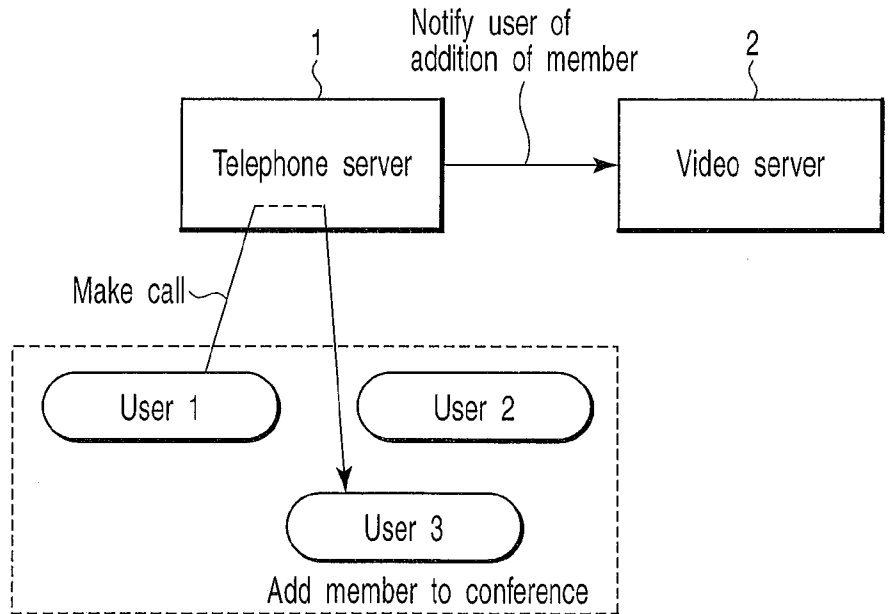 1
Notify user of
addition of member
2
Telephone server
Video server
Make call
User 1
User 2
User 3
Add member to conference